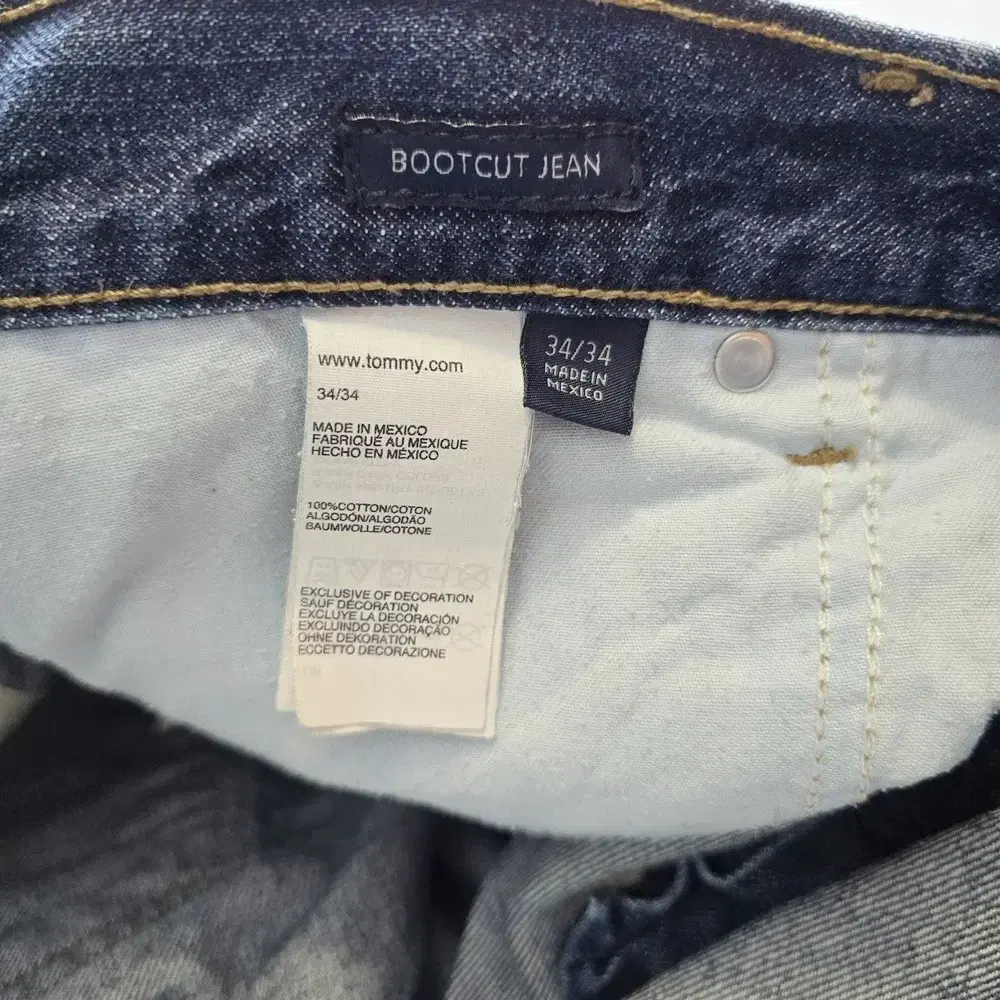 BOOTCUT JEAN
www.tommy.com
34/34
MADE IN MEXICO
FABRIQUÉ AU MEXIQUE
HECHO EN MÉXICO
100%COTTON/COTON
ALGODÓN/ALGODÃO
BAUMWOLLE/COTONE
EXCLUSIVE OF DECORATION
SAUF DÉCORATION
EXCLUYE LA DECORACIÓN
EXCLUINDO DECORAÇÃO
OHNE DEKORATION
ECCETTO DECORAZIONE
34/34
MADE IN
MEXICO